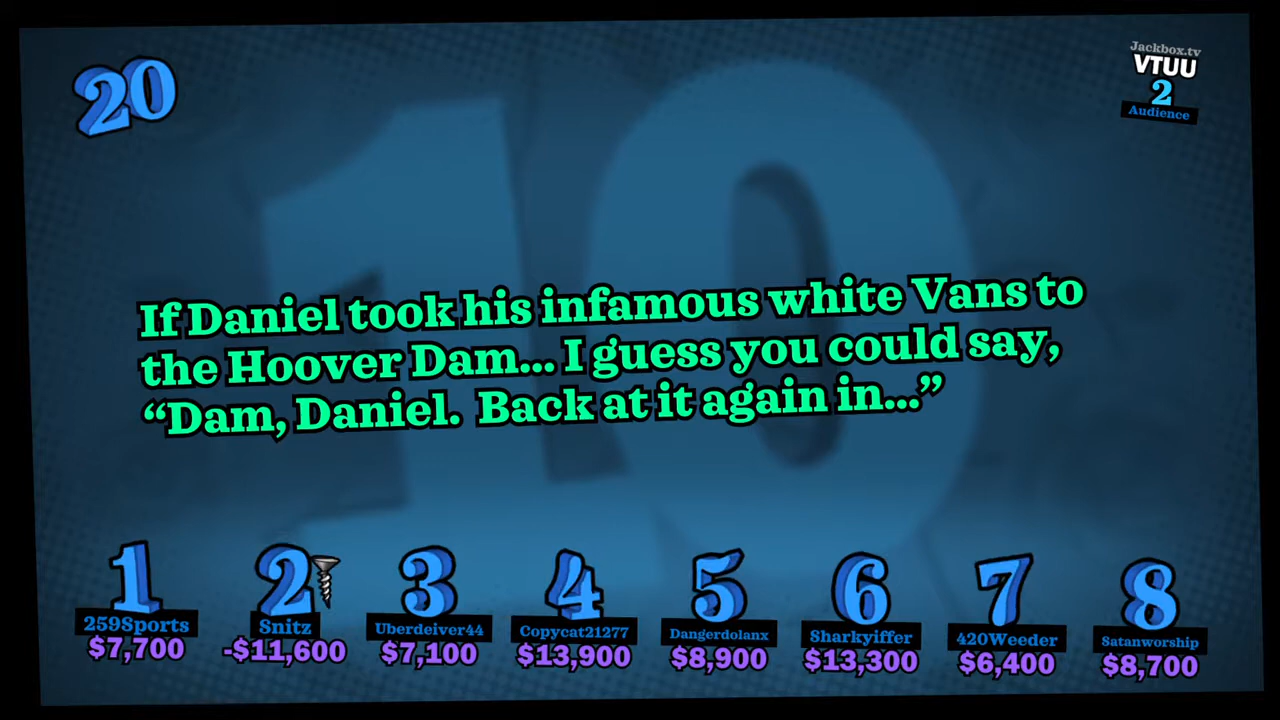 20
Jackbox.tv
VTUU
2
Audience
10
If Daniel took his infamous white Vans to
the Hoover Dam... I guess you could say,
“Dam, Daniel.  Back at it again in...”
1 2 3 4 5 6 7 8
259Sports Snitz Uberdeiver44 Copycat21277 Dangerdolanx Sharkyiffer 420Weeder Satanworship
$7,700 -$11,600 $7,100 $13,900 $8,900 $13,300 $6,400 $8,700